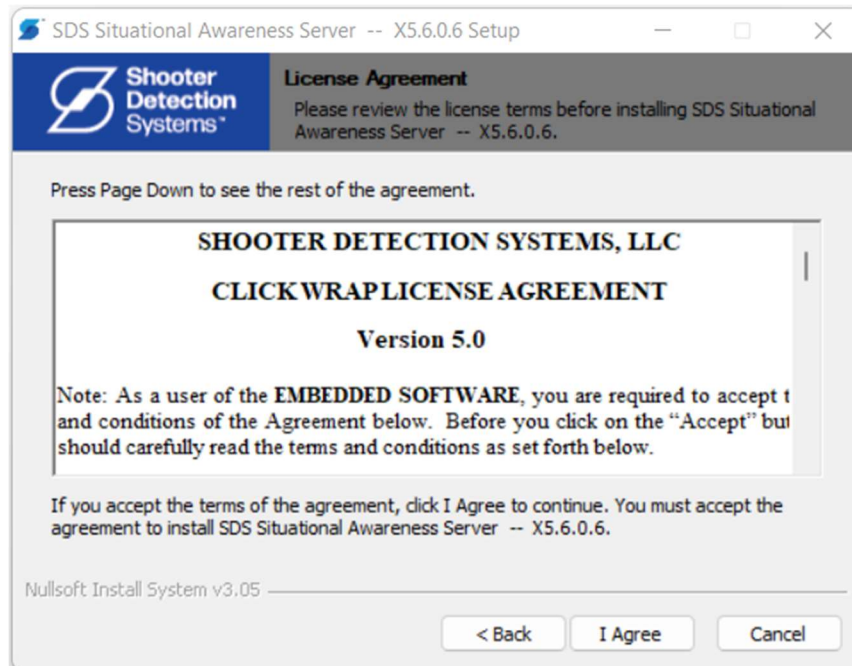 SDS Situational Awareness Server -- X5.6.0.6 Setup
Shooter
Detection
Systems™
License Agreement
Please review the license terms before installing SDS Situational
Awareness Server -- X5.6.0.6.
Press Page Down to see the rest of the agreement.
SHOOTER DETECTION SYSTEMS, LLC
CLICK WRAP LICENSE AGREEMENT
Version 5.0
Note: As a user of the EMBEDDED SOFTWARE, you are required to accept t
and conditions of the Agreement below. Before you click on the “Accept” but
should carefully read the terms and conditions as set forth below.
If you accept the terms of the agreement, click I Agree to continue. You must accept the
agreement to install SDS Situational Awareness Server -- X5.6.0.6.
Nullsoft Install System v3.05
< Back
I Agree
Cancel